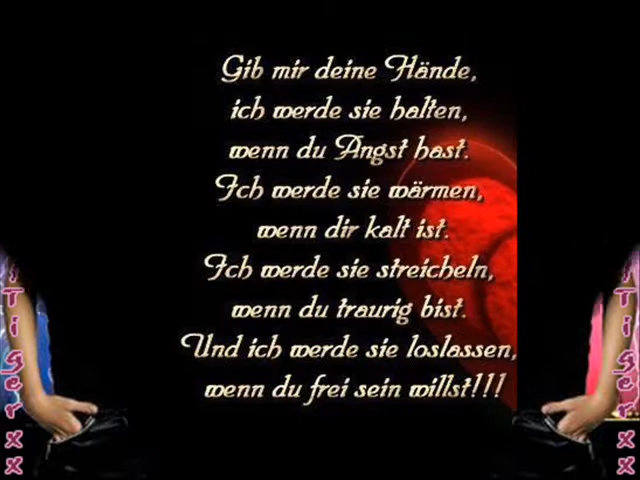 Gib mir deine Hände,
ich werde sie halten,
wenn du Angst hast.
Ich werde sie wärmen,
wenn dir kalt ist.
Ich werde sie streicheln,
wenn du traurig bist.
Und ich werde sie loslassen,
wenn du frei sein willst!!!
Tigerxx
Tigerxx